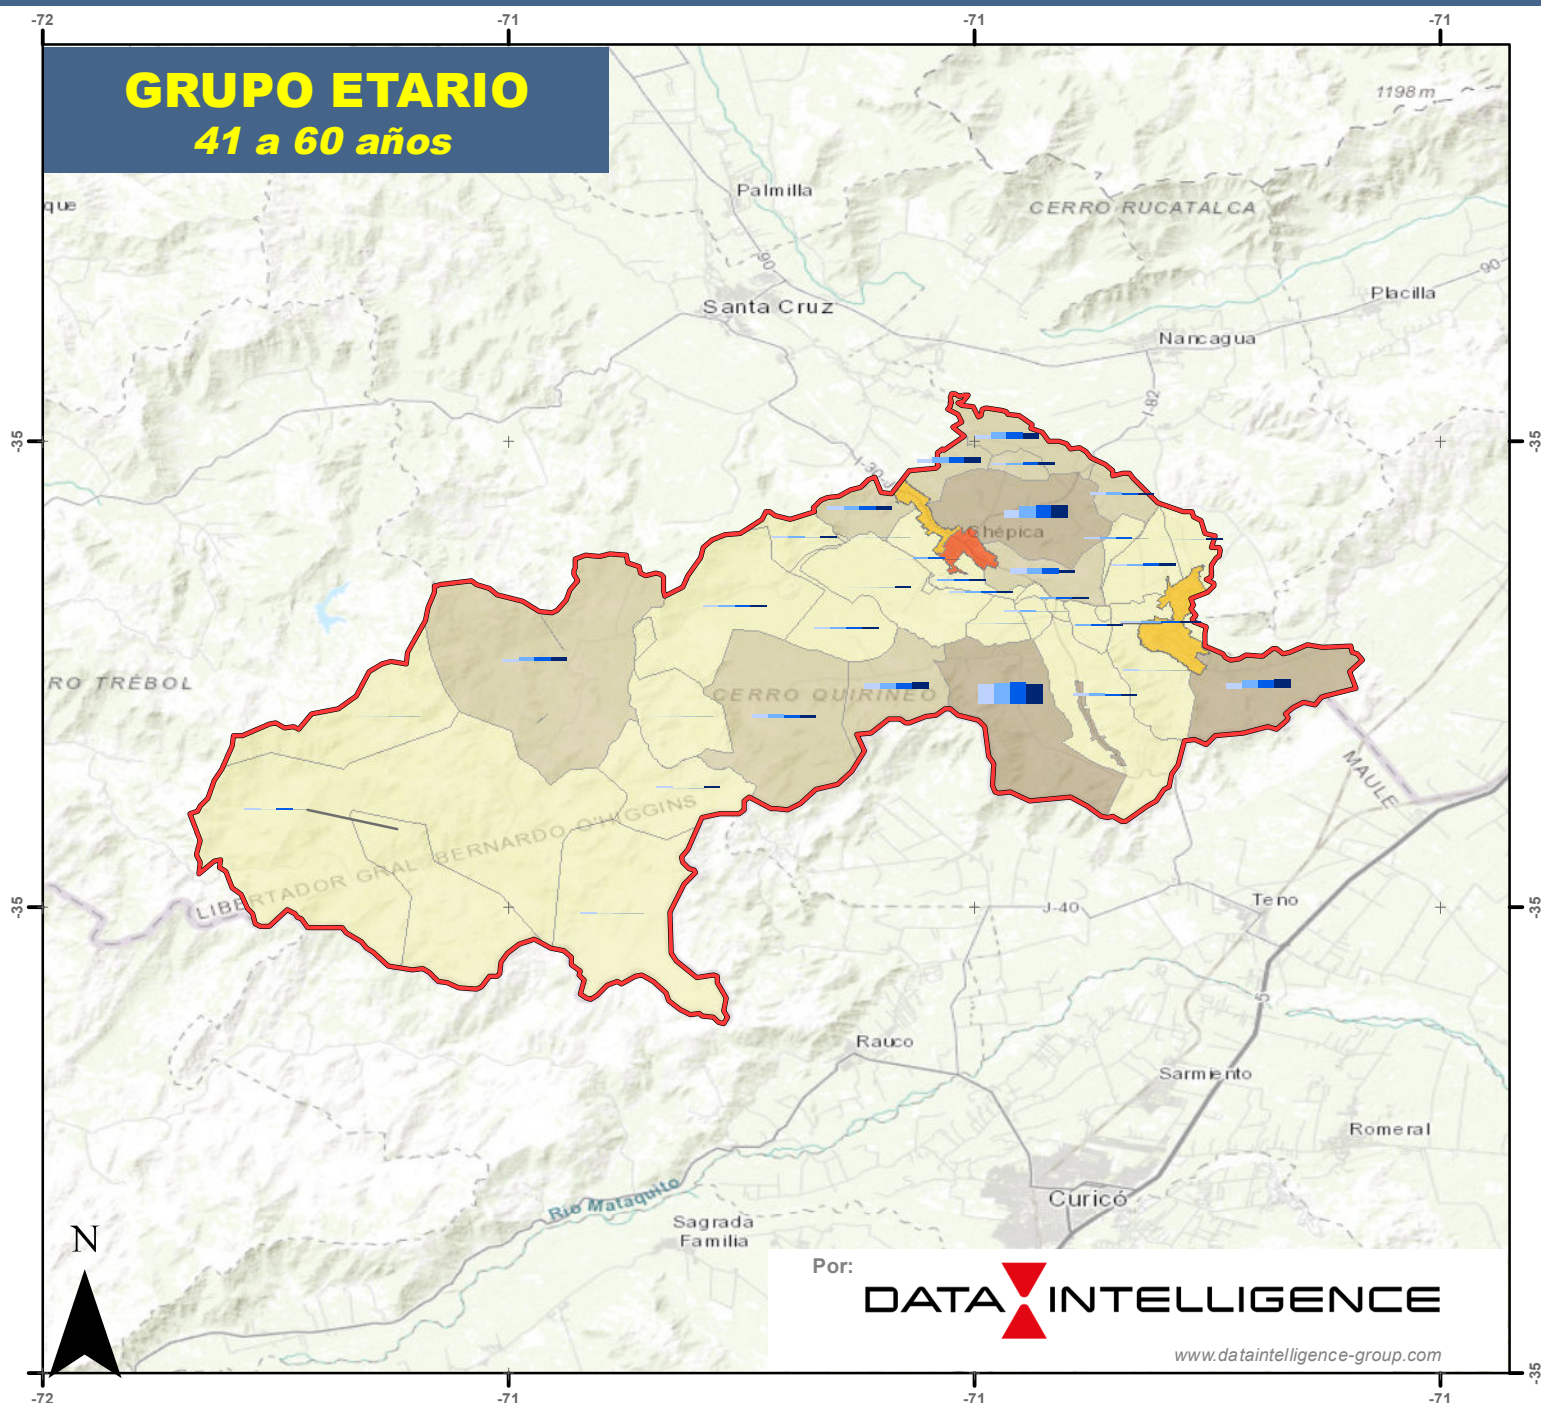 -72
-71
-71
-71
GRUPO ETARIO
41 a 60 años
1198 m
Palmilla
que
CERRO RUCATALCA
90
90
Placilla
Santa Cruz
Nancagua
I-82
-35
-35
I-30-J
Chépica
RO TRÉBOL
CERRO QUIRINEO
MAULE
LIBERTADOR GRAL. BERNARDO O'HIGGINS
-35
-35
J-40
Teno
5
Rauco
Sarmiento
Romeral
Río Mataquito
Curicó
Sagrada
Familia
N
Por:
DATA INTELLIGENCE
www.dataintelligence-group.com
-35
-72
-71
-71
-71